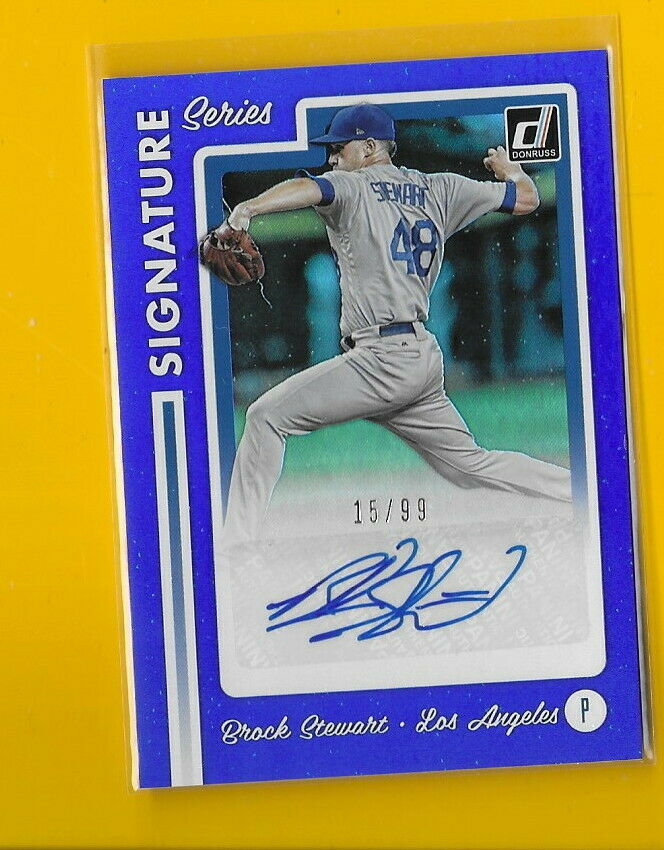 SIGNATURE
Series
DONRUSS
STEWART
48
15/99
Brock Stewart · Los Angeles
P